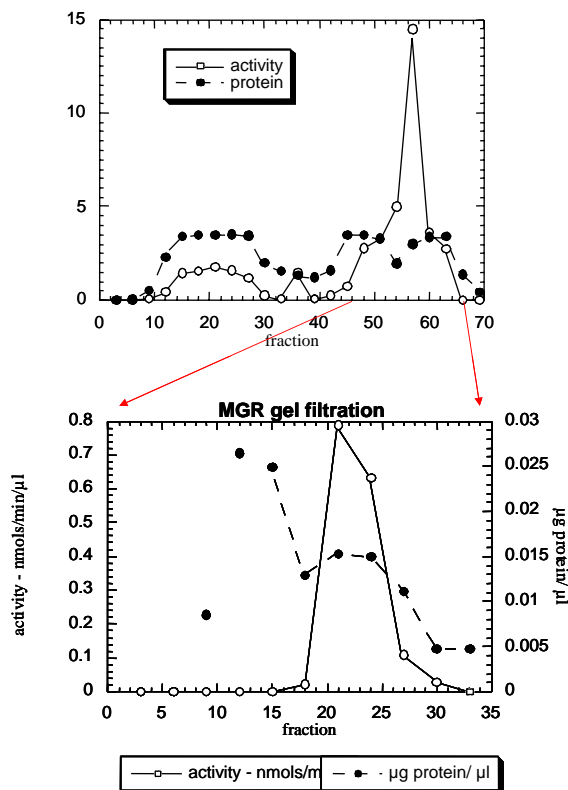 15
activity
protein
10
5
0
0 10 20 30 40 50 60 70
fraction
MGR gel filtration
0.8 0.03
0.7
0.025
0.6
0.02
0.5
0.4 0.015
0.3
0.01
0.2
0.005
0.1
0 0
activity - nmols/min/µl
µg protein/ µl
0 5 10 15 20 25 30 35
fraction
activity - nmols/m µg protein/ µl